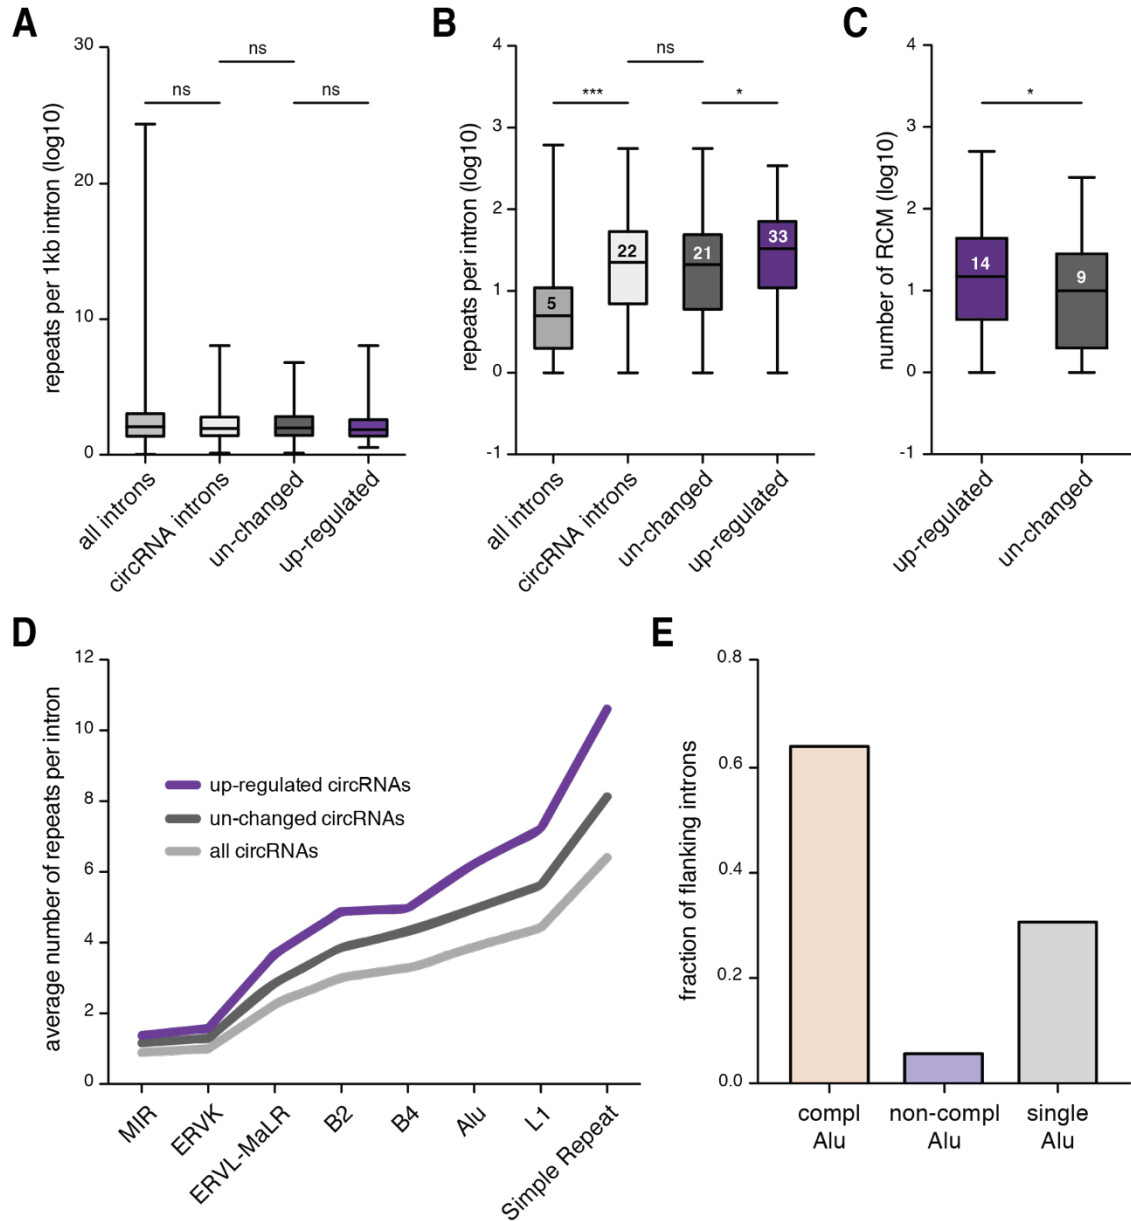 A
repeats per 1kb intron (log10)
30
20
10
0
ns
ns
ns
all introns
circRNA introns
un-changed
up-regulated
B
repeats per intron (log10)
4
3
2
1
0
-1
ns
***
*
5
22
21
33
all introns
circRNA introns
un-changed
up-regulated
C
number of RCM (log10)
4
3
2
1
0
-1
*
14
9
up-regulated
un-changed
D
average number of repeats per intron
12
10
8
6
4
2
0
up-regulated circRNAs
un-changed circRNAs
all circRNAs
MIR
ERVK
ERVL-MaLR
B2
B4
Alu
L1
Simple Repeat
E
fraction of flanking introns
0.8
0.6
0.4
0.2
0.0
compl
Alu
non-compl
Alu
single
Alu